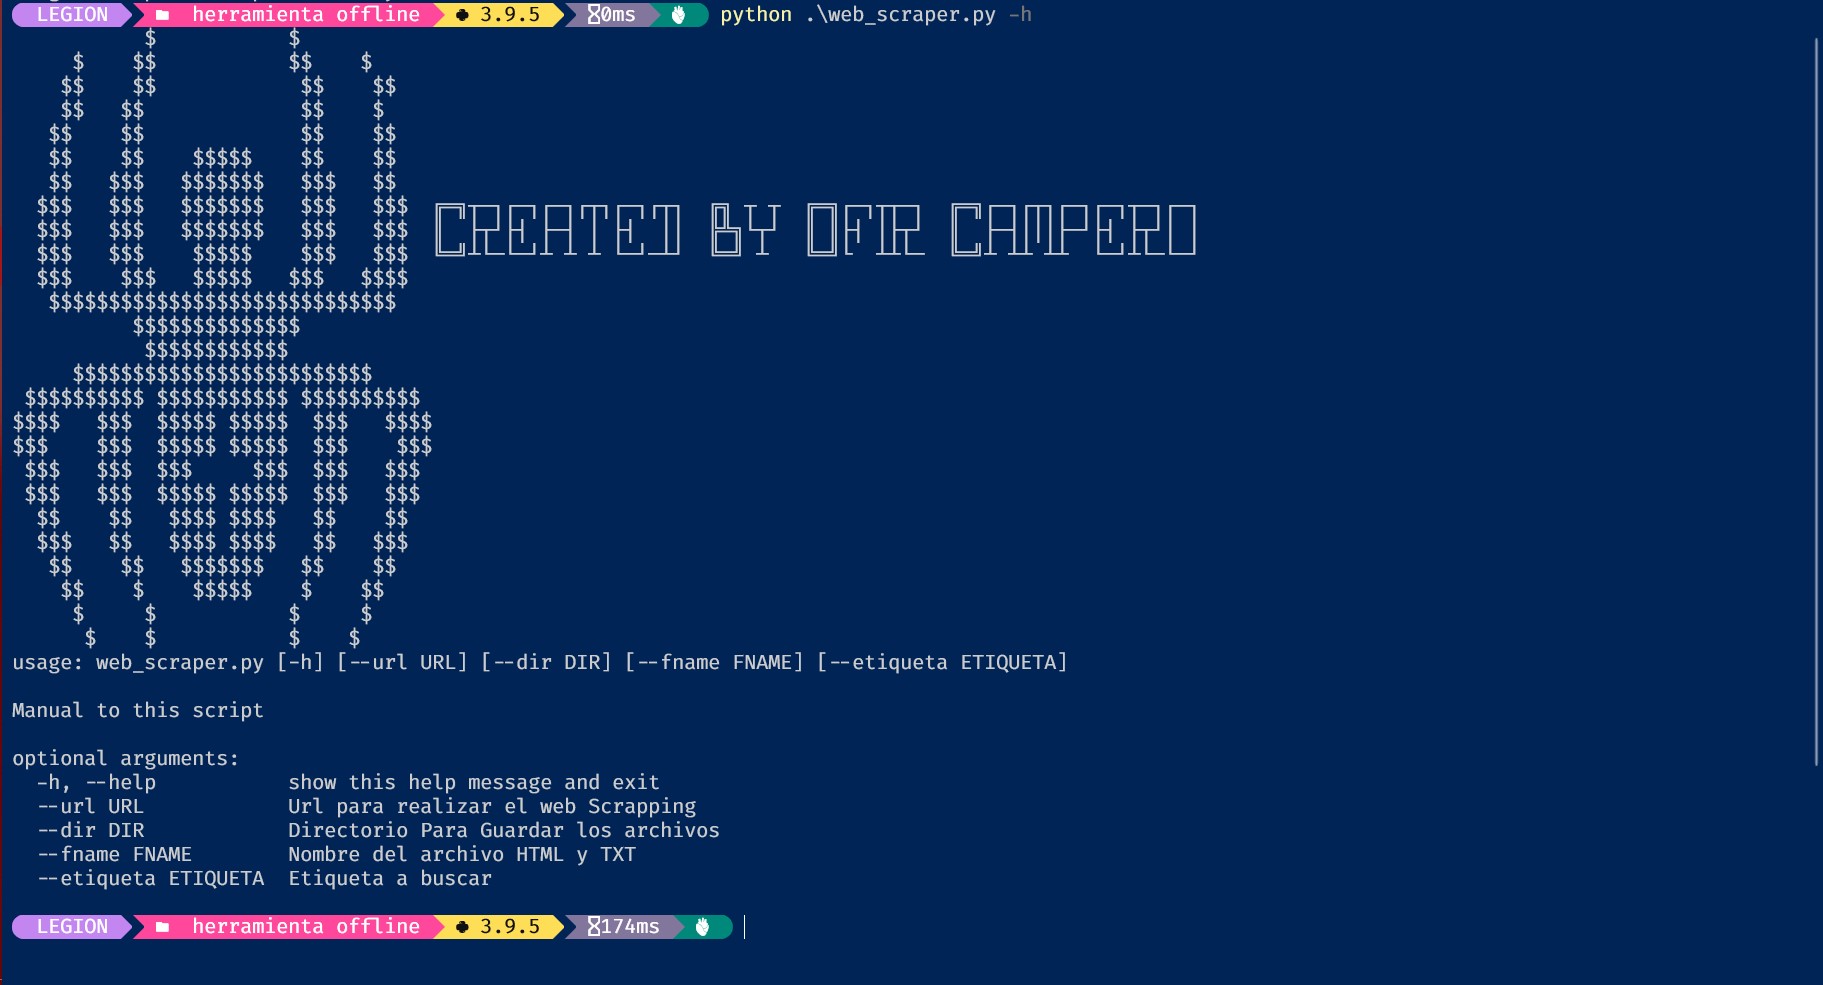 LEGION herramienta offline 3.9.5 0ms python .\web_scraper.py -h
CREATED BY OFIR CAMPERO
usage: web_scraper.py [-h] [--url URL] [--dir DIR] [--fname FNAME] [--etiqueta ETIQUETA]
Manual to this script
optional arguments:
-h, --help show this help message and exit
--url URL Url para realizar el web Scrapping
--dir DIR Directorio Para Guardar los archivos
--fname FNAME Nombre del archivo HTML y TXT
--etiqueta ETIQUETA Etiqueta a buscar
LEGION herramienta offline 3.9.5 174ms